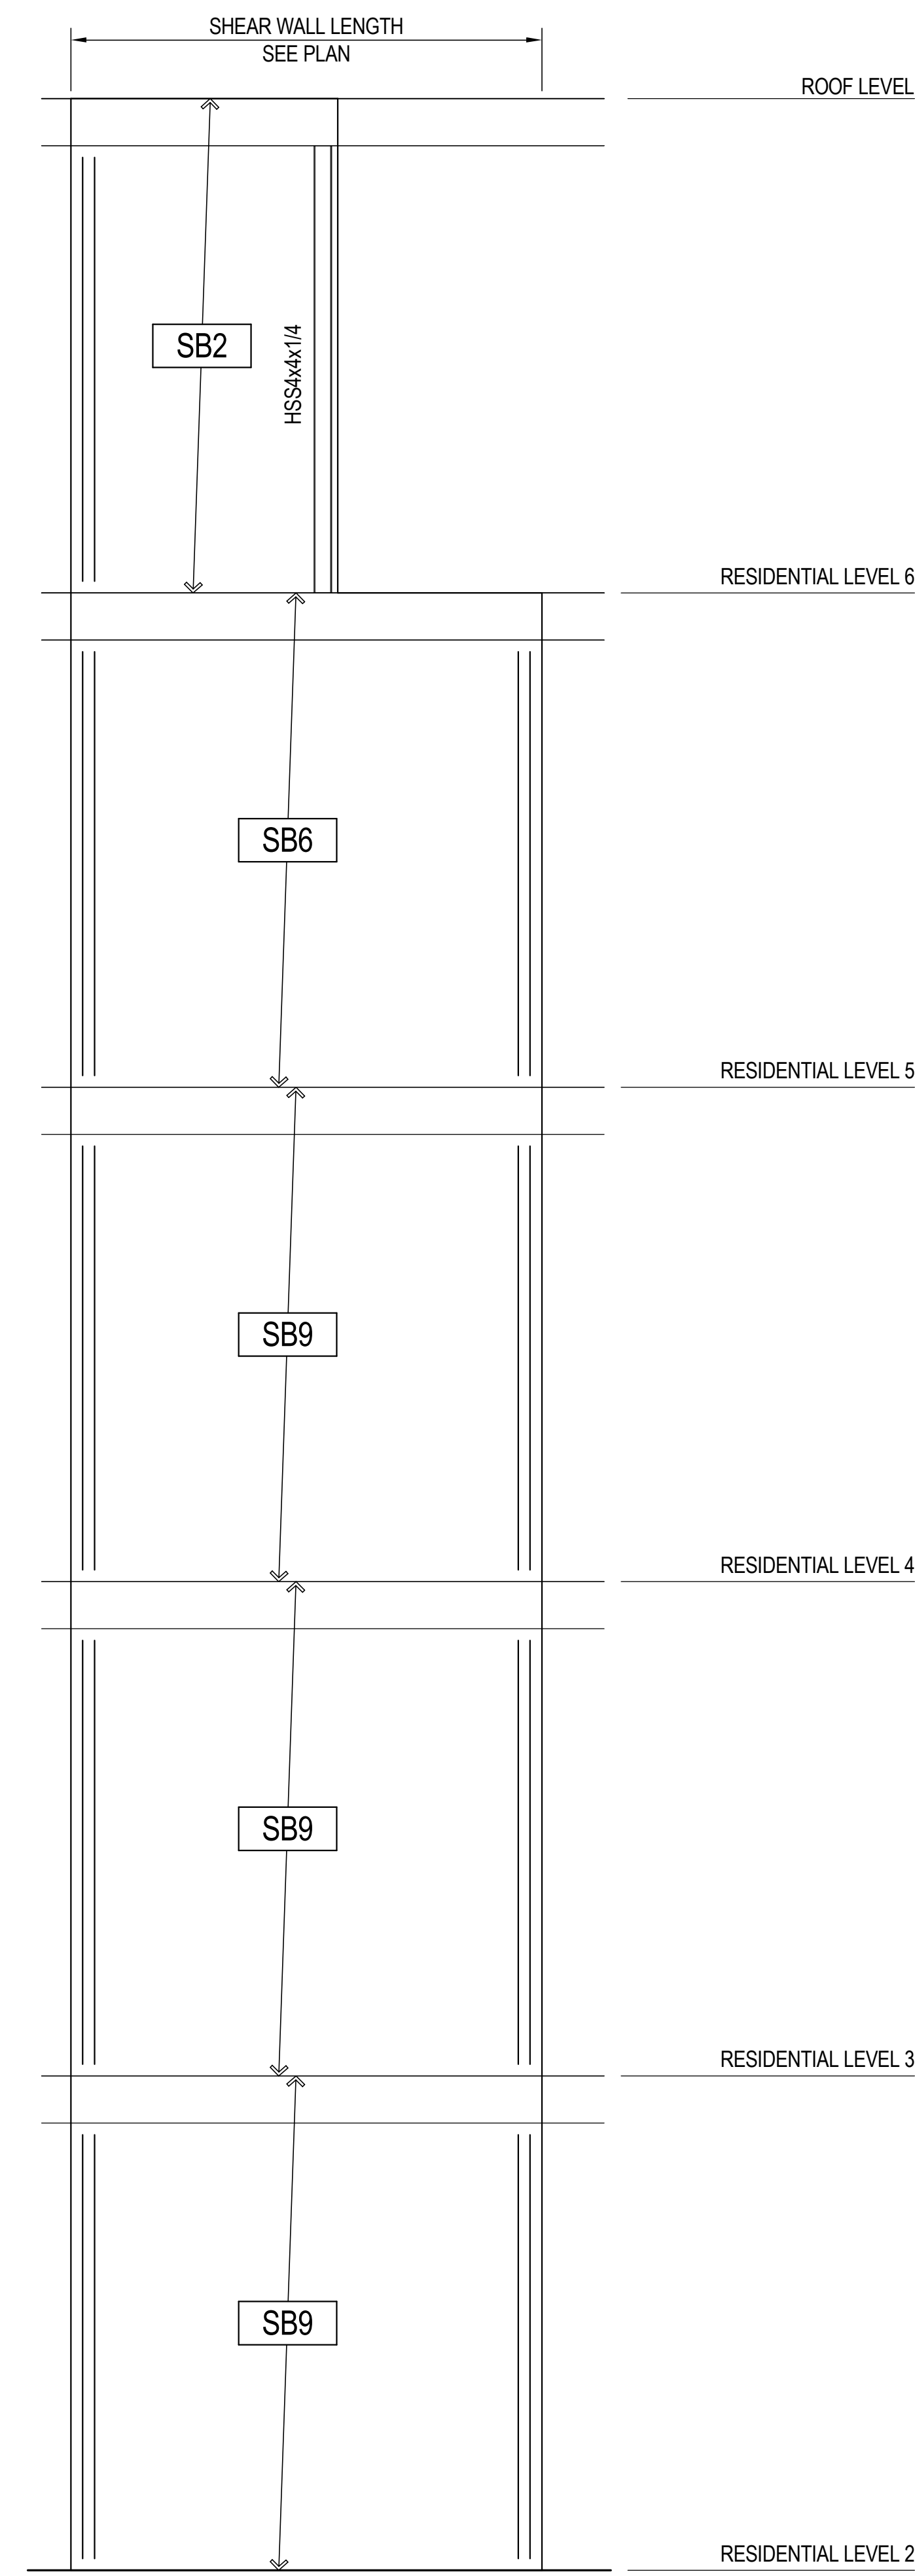 SHEAR WALL LENGTH
SEE PLAN
ROOF LEVEL
SB2
HSS4x4x1/4
RESIDENTIAL LEVEL 6
SB6
RESIDENTIAL LEVEL 5
SB9
RESIDENTIAL LEVEL 4
SB9
RESIDENTIAL LEVEL 3
SB9
RESIDENTIAL LEVEL 2